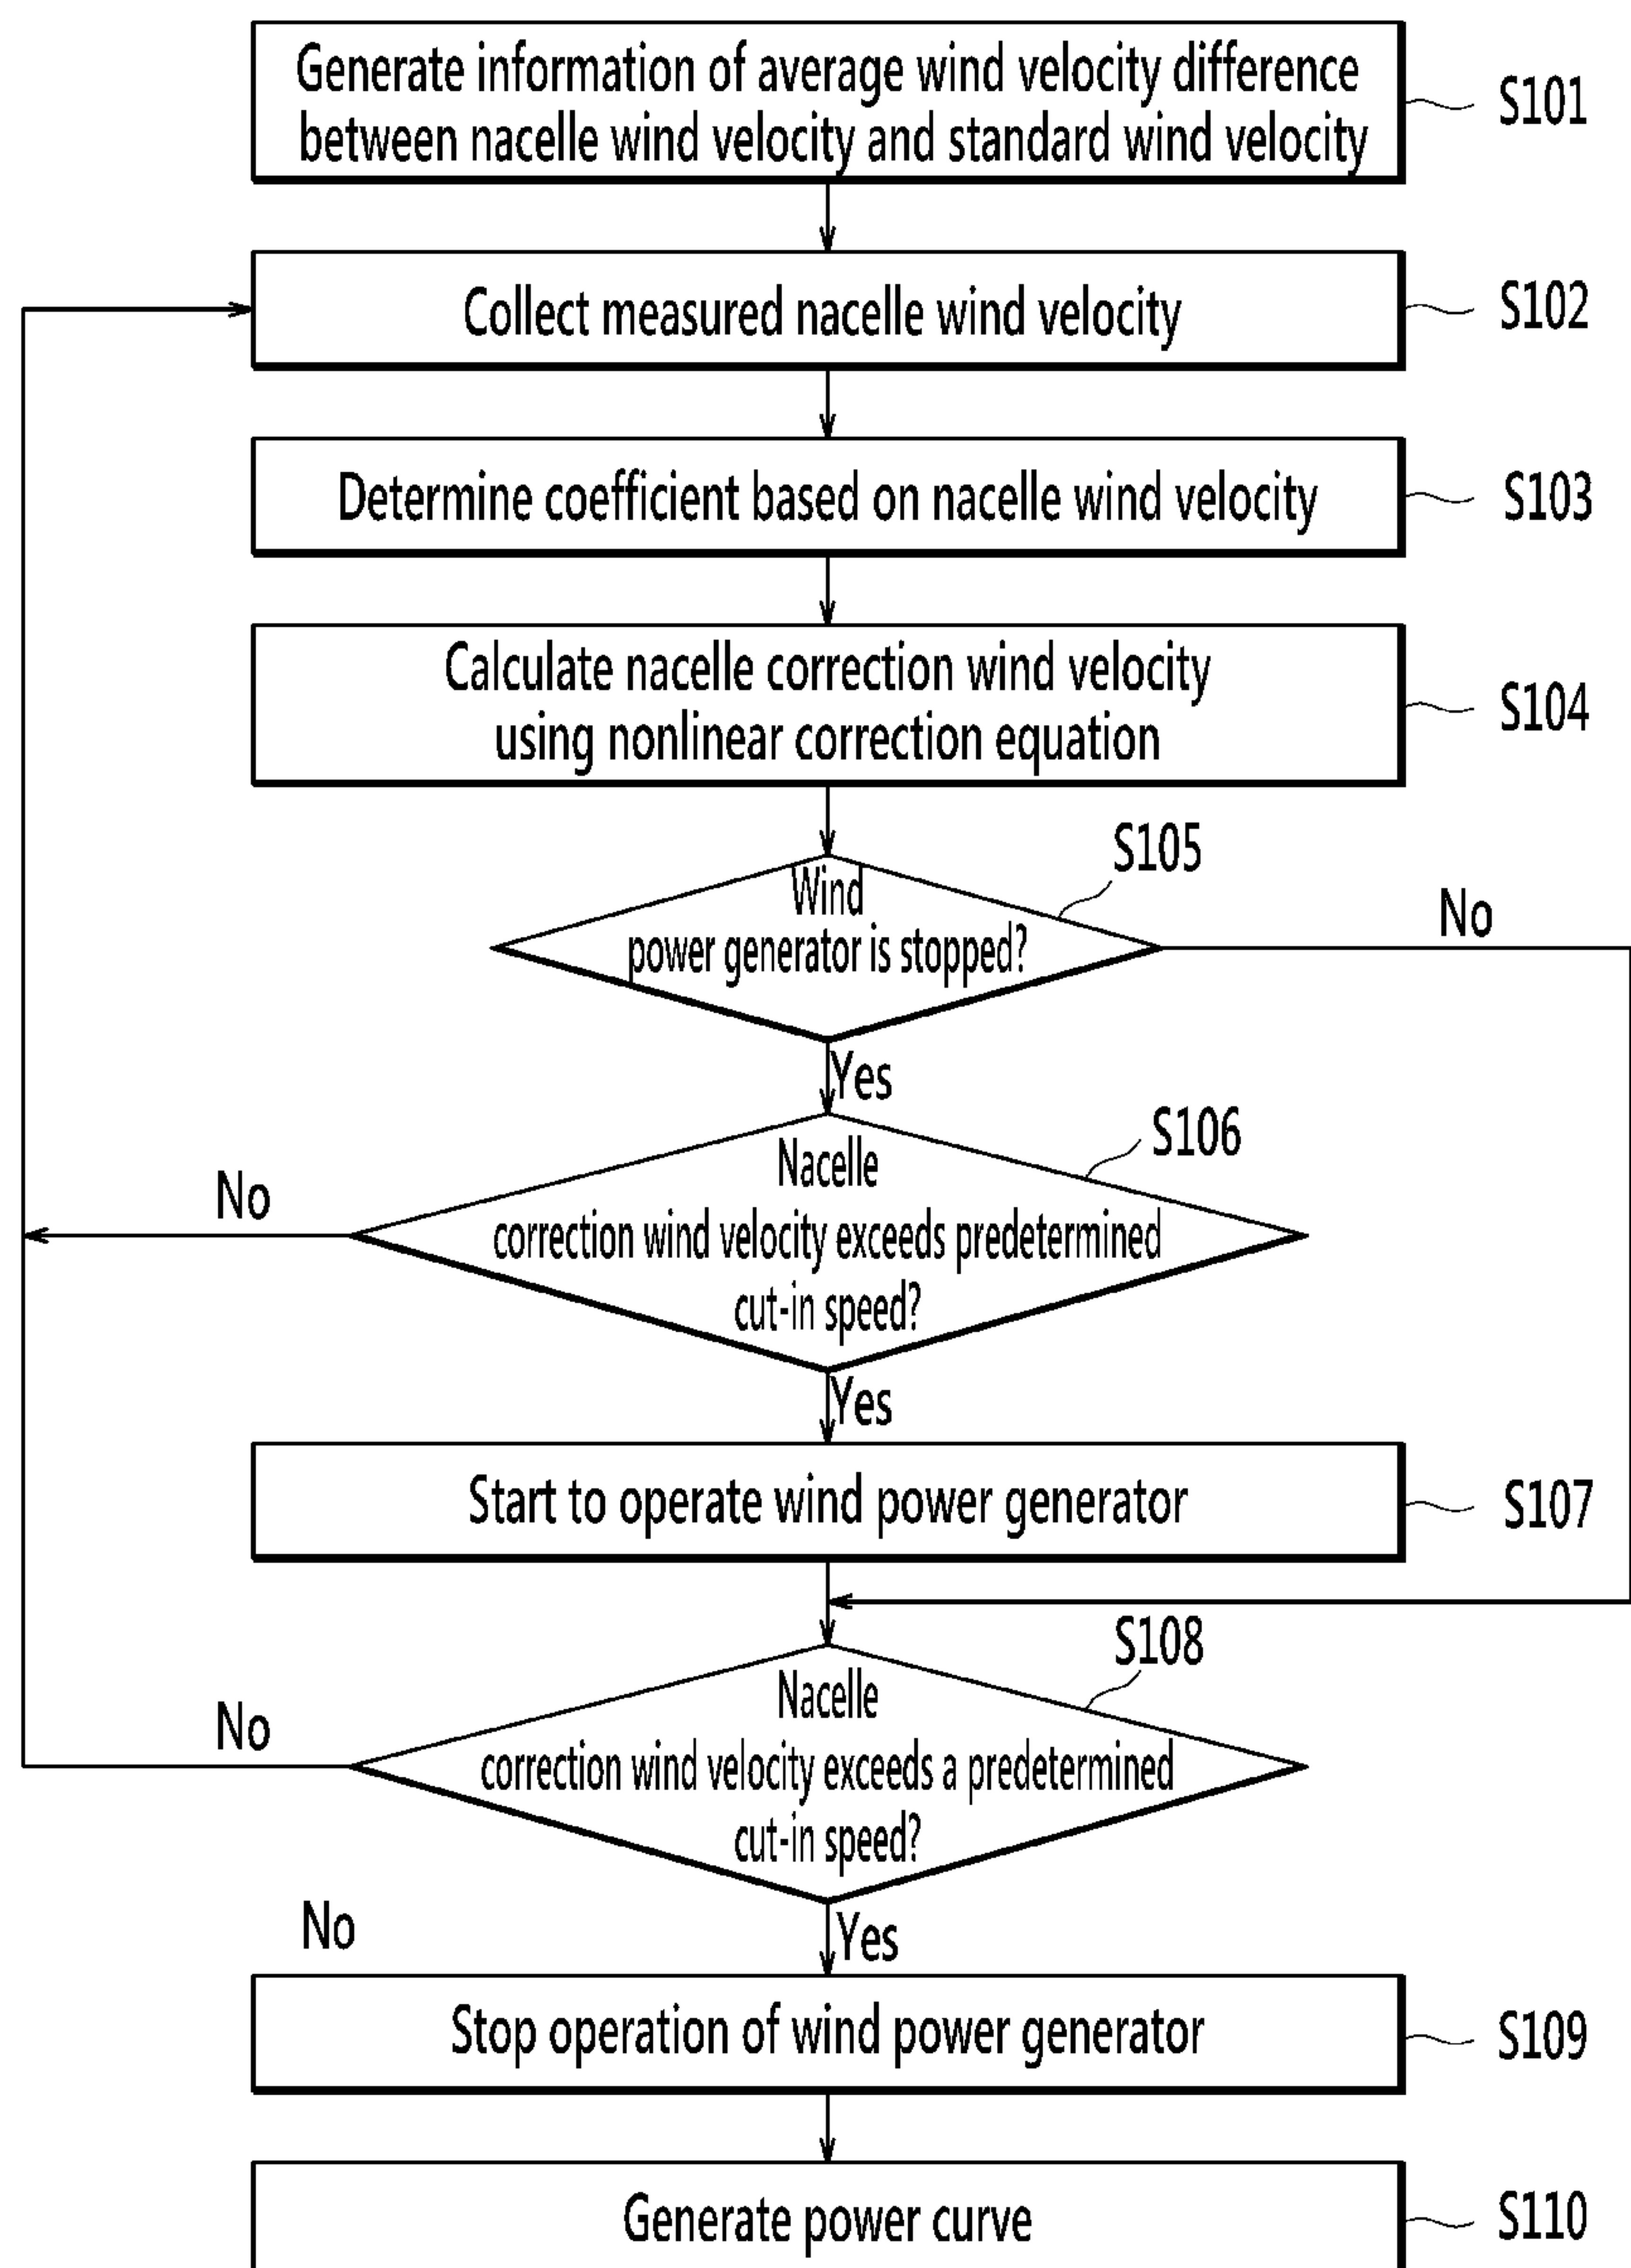 Generate information of average wind velocity difference
between nacelle wind velocity and standard wind velocity
S101
Collect measured nacelle wind velocity
S102
Determine coefficient based on nacelle wind velocity
S103
Calculate nacelle correction wind velocity
using nonlinear correction equation
S104
S105
Wind
power generator is stopped?
No
Yes
S106
Nacelle
correction wind velocity exceeds predetermined
cut-in speed?
No
Yes
Start to operate wind power generator
S107
S108
Nacelle
correction wind velocity exceeds a predetermined
cut-in speed?
No
No
Yes
Stop operation of wind power generator
S109
Generate power curve
S110